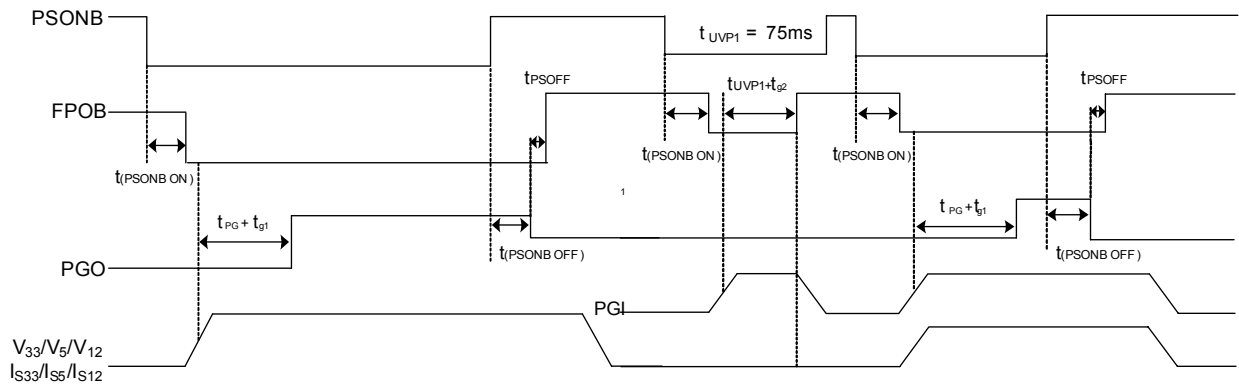 PSONB
t UVP1 = 75ms
tPSOFF
tUVP1+tg2
tPSOFF
FPOB
t(PSONB ON)
t(PSONB ON)
t(PSONB ON)
1
t PG + tg1
t PG +tg1
t(PSONB OFF)
t(PSONB OFF)
PGO
PGI
V33/V5/V12
IS33/IS5/IS12